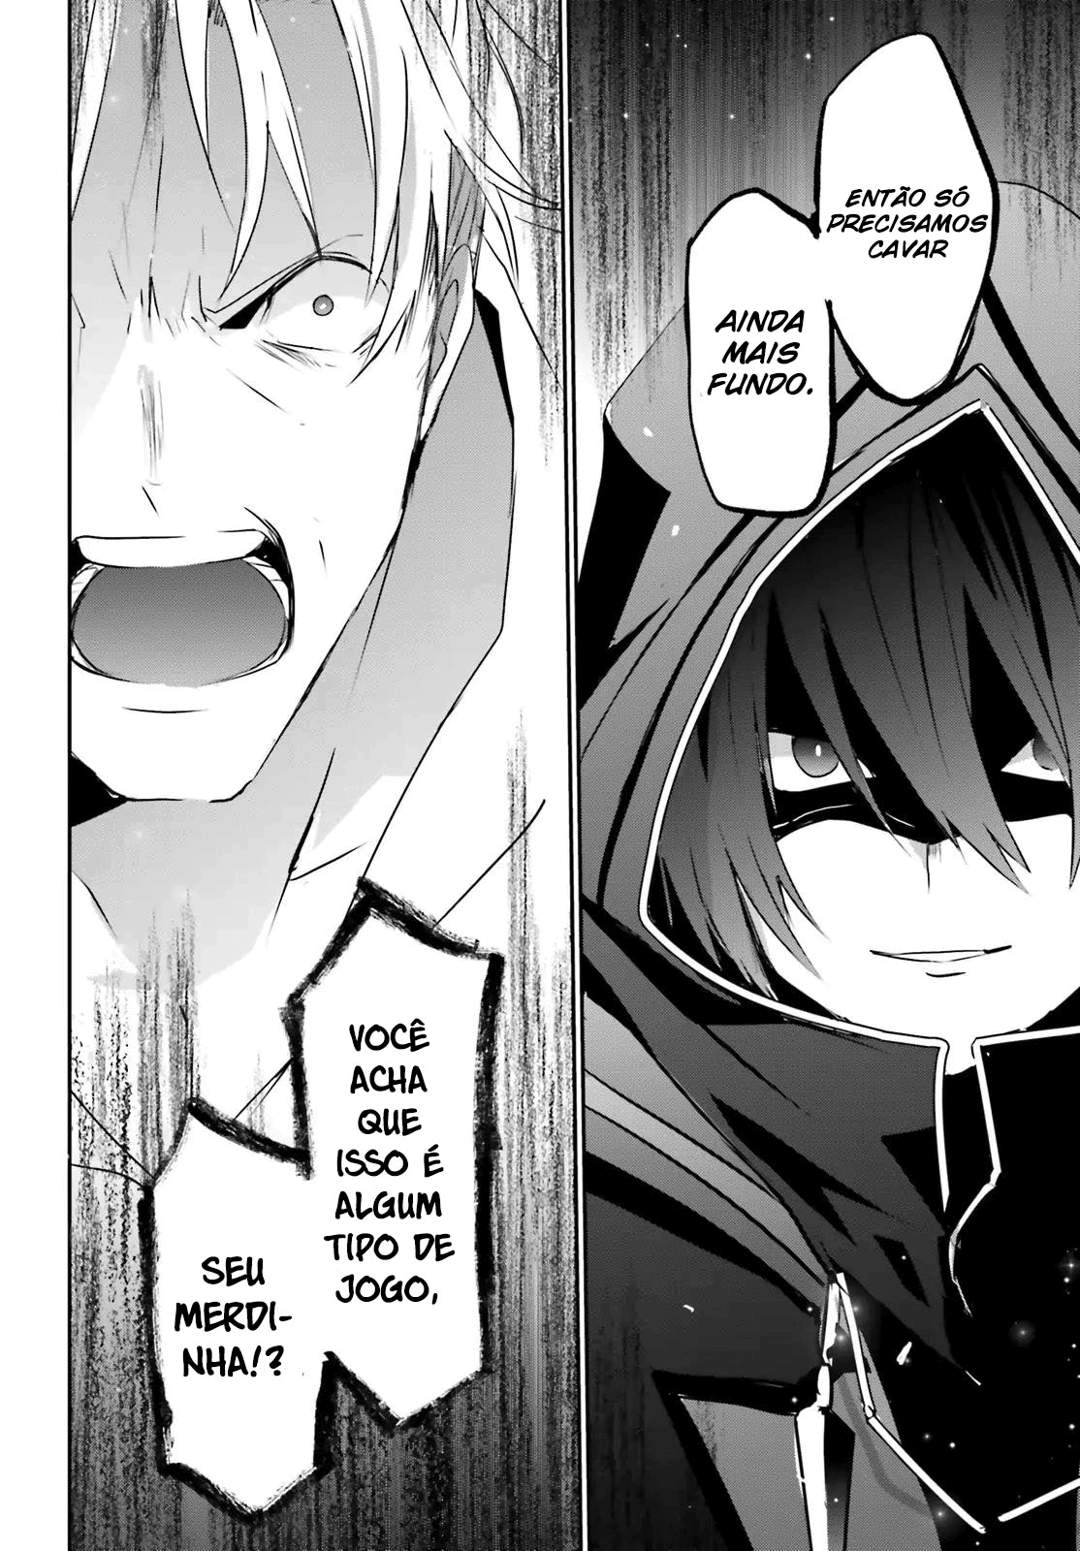 ENTÃO SÓ
PRECISAMOS
CAVAR
AINDA
MAIS
FUNDO.
VOCÊ
ACHA
QUE
ISSO É
ALGUM
TIPO DE
JOGO,
SEU
MERDI-
NHA!?